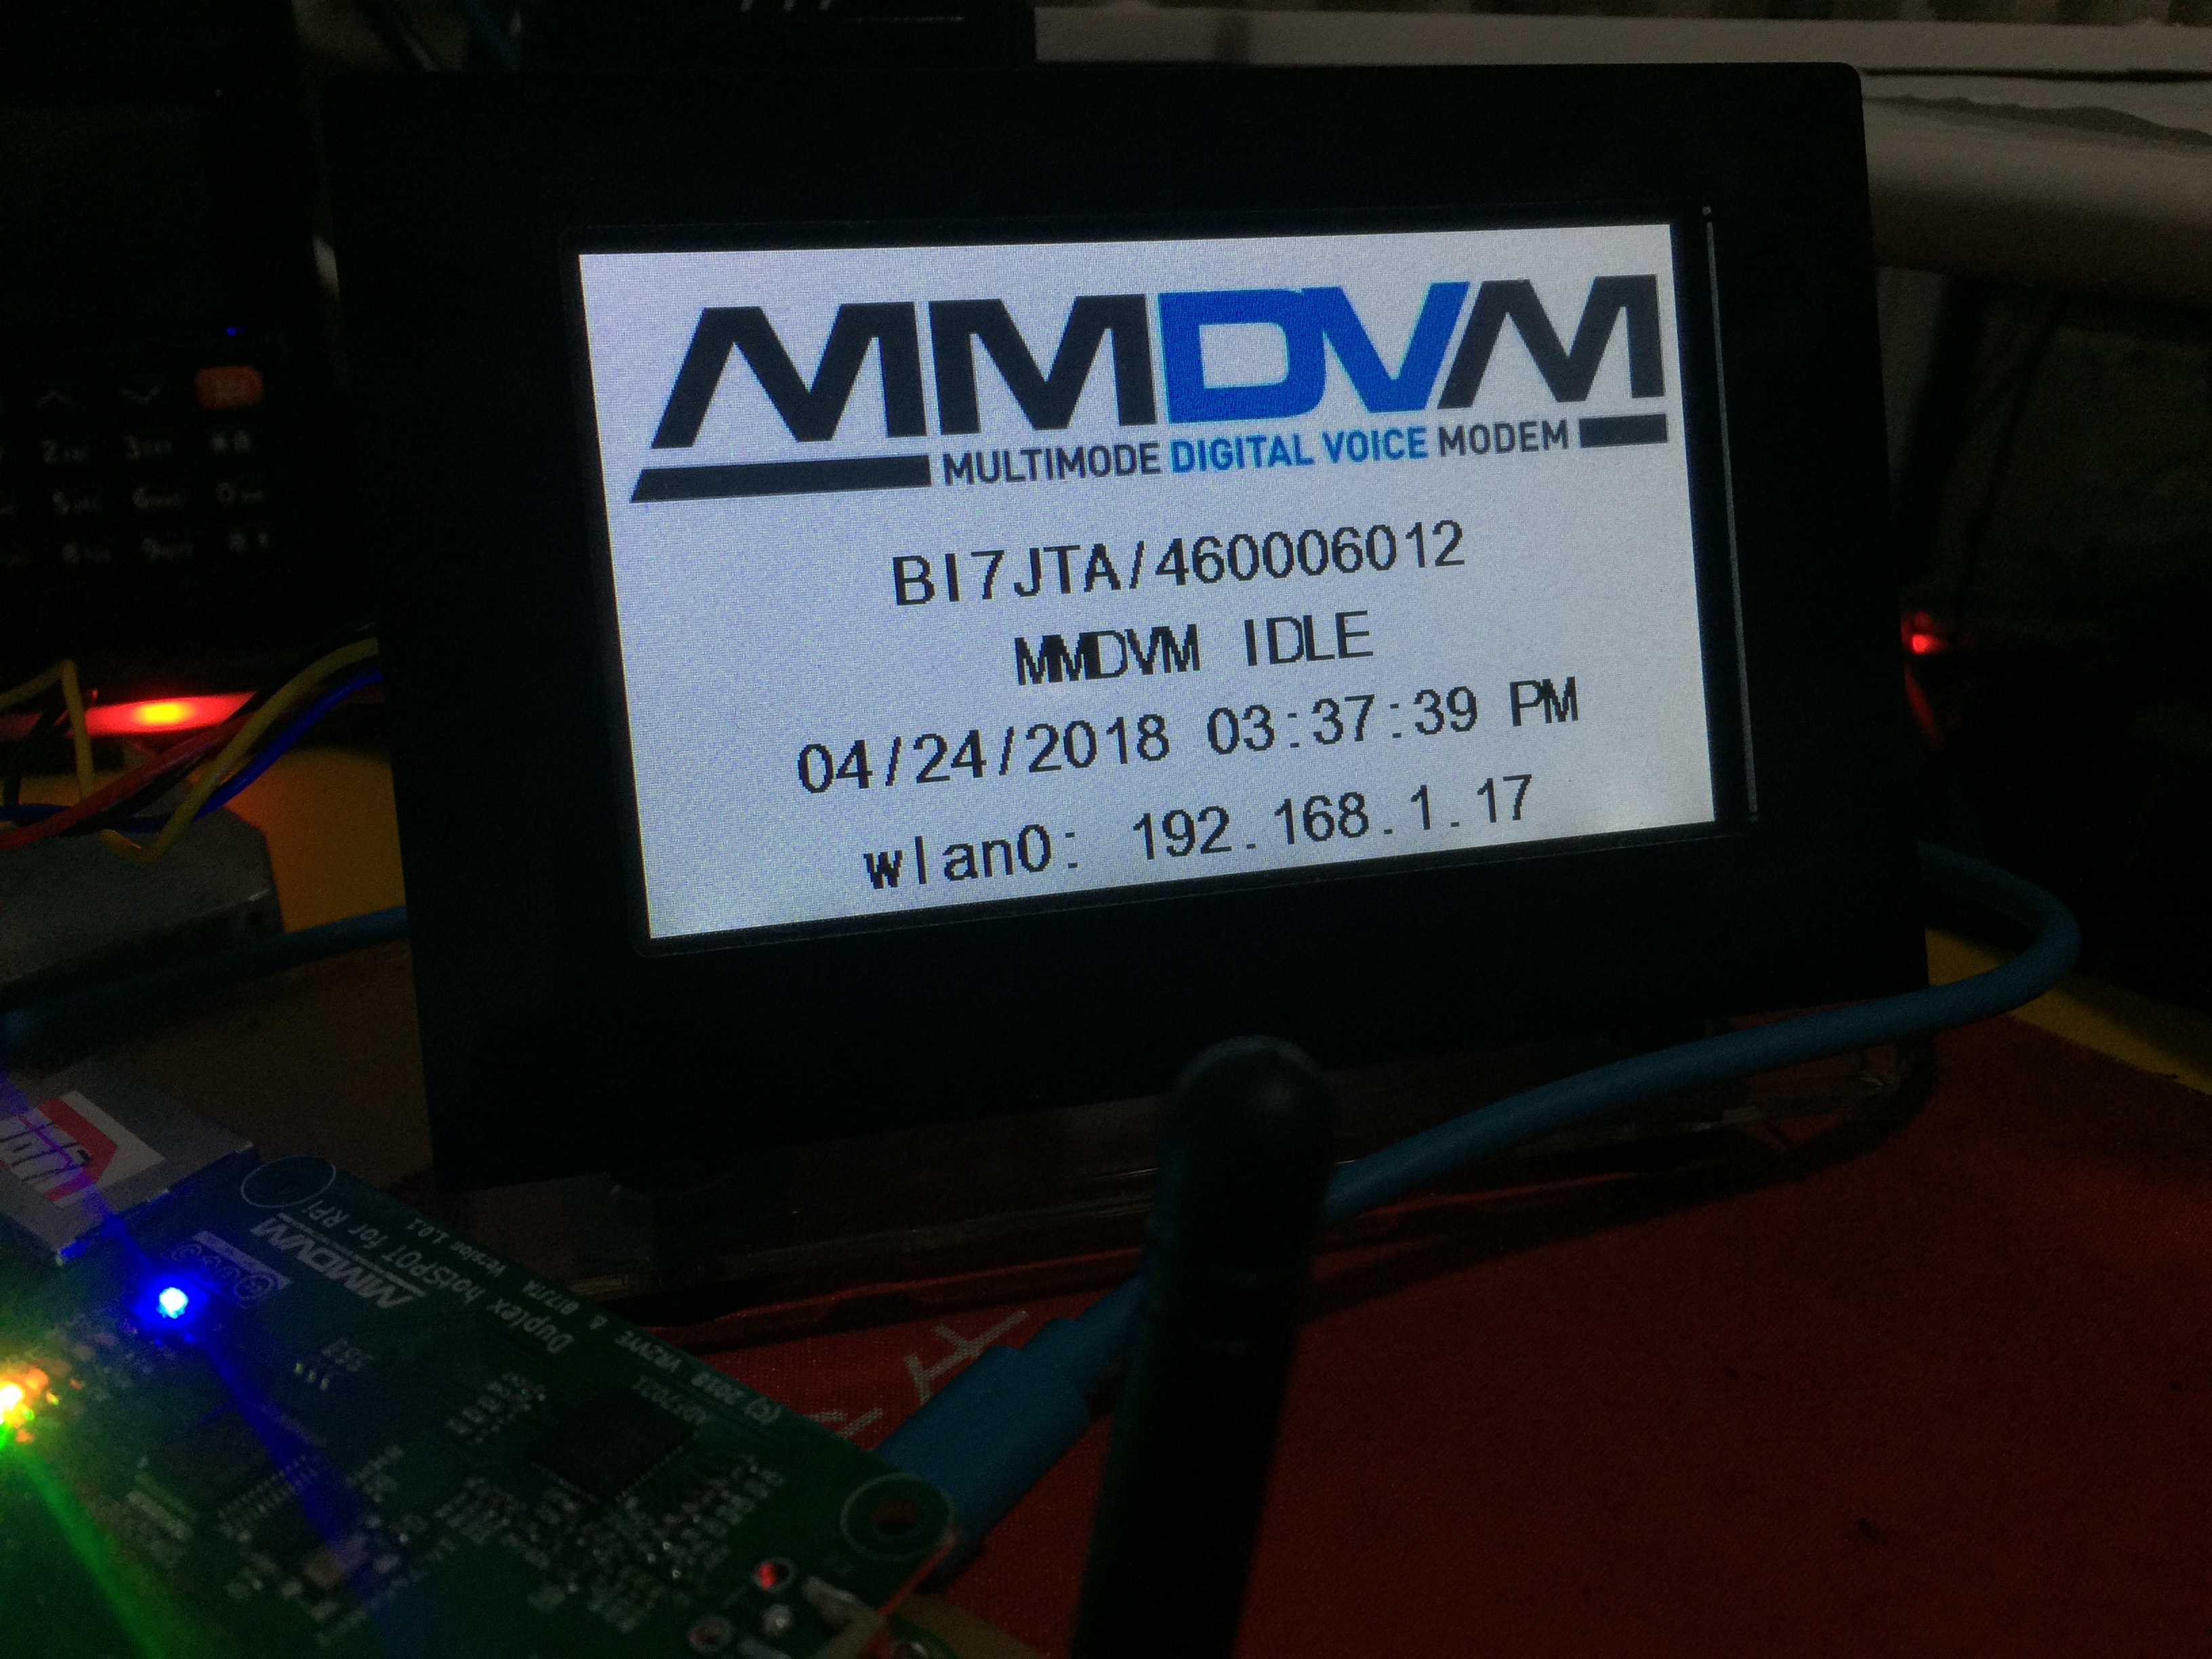 MMDVM
MULTIMODE DIGITAL VOICE MODEM
BI7JTA/460006012
MMDVM IDLE
04/24/2018 03:37:39 PM
wlan0: 192.168.1.17
MMDVM
Duplex hotSPOT for RPi
BI7JTA & VR2VYE (c) 2018
Version 1.0.1
ADF7021